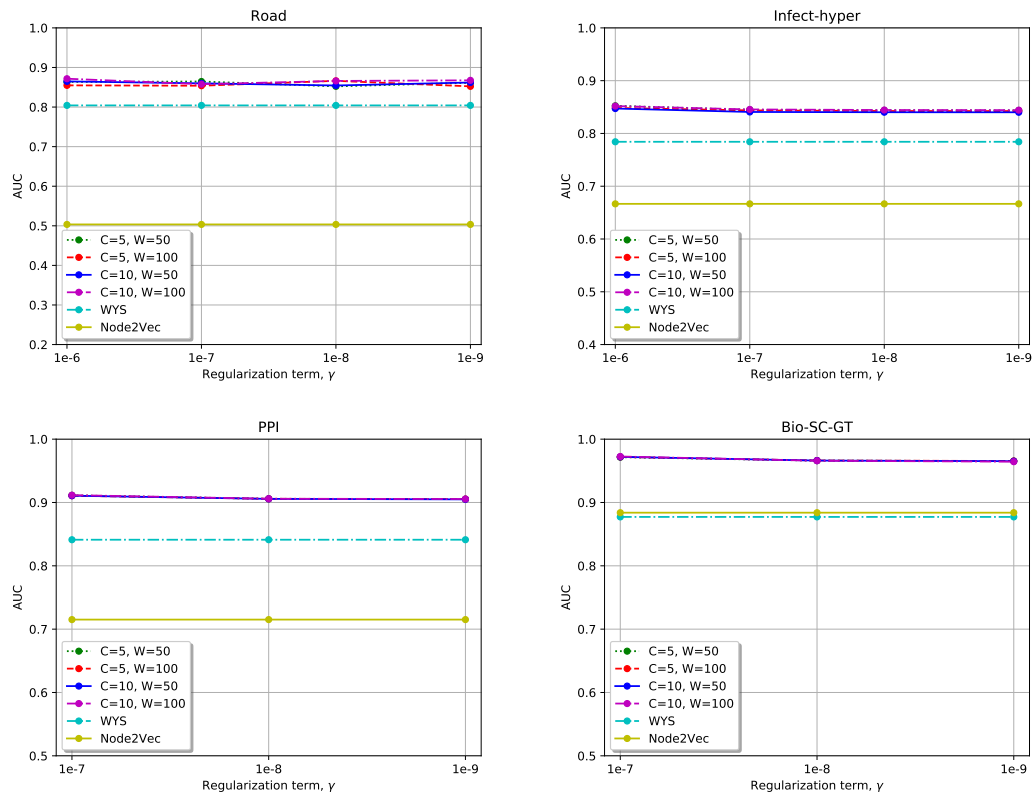 Road
1.0
0.9
0.8
0.7
0.6
0.5
0.4
0.3
0.2
AUC
C=5, W=50
C=5, W=100
C=10, W=50
C=10, W=100
WYS
Node2Vec
1e-6 1e-7 1e-8 1e-9
Regularization term, γ
Infect-hyper
1.0
0.9
0.8
0.7
0.6
0.5
0.4
AUC
C=5, W=50
C=5, W=100
C=10, W=50
C=10, W=100
WYS
Node2Vec
1e-6 1e-7 1e-8 1e-9
Regularization term, γ
PPI
1.0
0.9
0.8
0.7
0.6
0.5
AUC
C=5, W=50
C=5, W=100
C=10, W=50
C=10, W=100
WYS
Node2Vec
1e-7 1e-8 1e-9
Regularization term, γ
Bio-SC-GT
1.0
0.9
0.8
0.7
0.6
0.5
AUC
C=5, W=50
C=5, W=100
C=10, W=50
C=10, W=100
WYS
Node2Vec
1e-7 1e-8 1e-9
Regularization term, γ